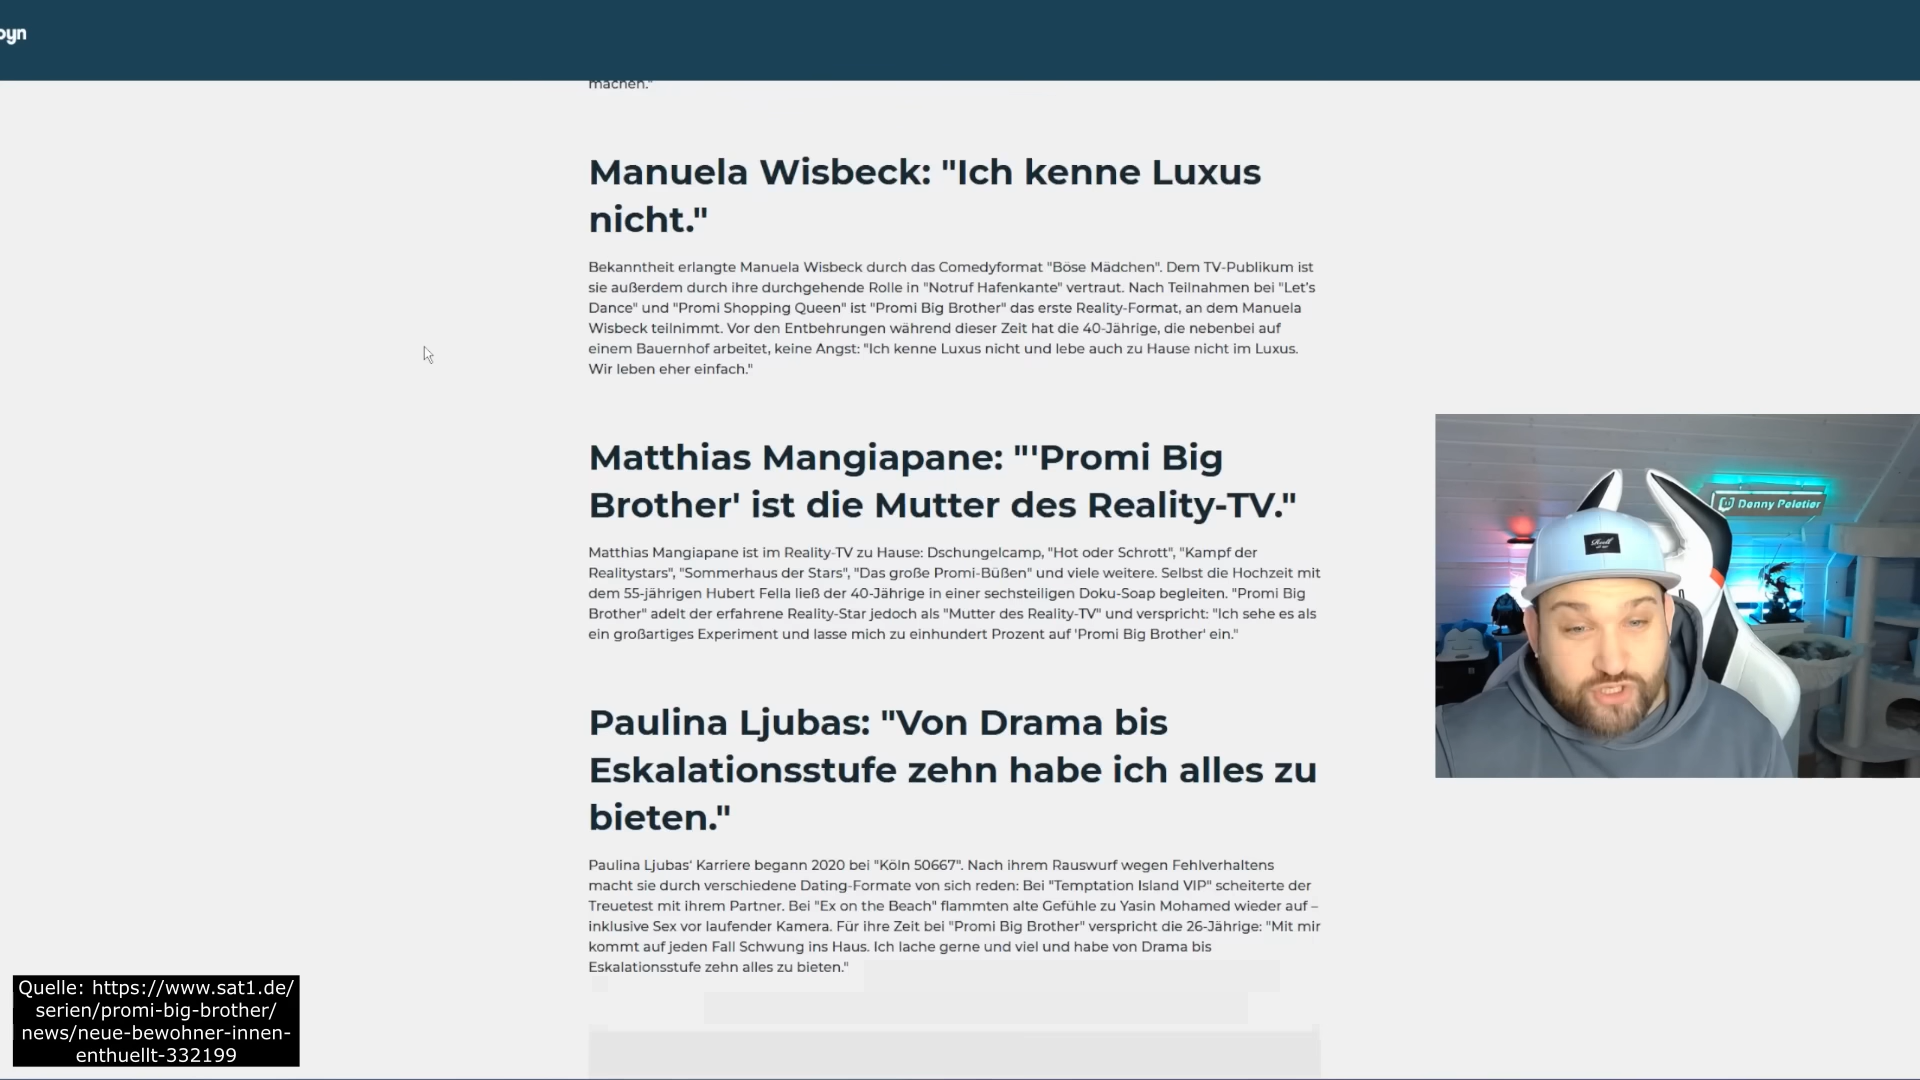 oyn
machen."
Manuela Wisbeck: "Ich kenne Luxus
nicht."
Bekanntheit erlangte Manuela Wisbeck durch das Comedyformat "Böse Mädchen". Dem TV-Publikum ist
sie außerdem durch ihre durchgehende Rolle in "Notruf Hafenkante" vertraut. Nach Teilnahmen bei "Let's
Dance" und "Promi Shopping Queen" ist "Promi Big Brother" das erste Reality-Format, an dem Manuela
Wisbeck teilnimmt. Vor den Entbehrungen während dieser Zeit hat die 40-Jährige, die nebenbei auf
einem Bauernhof arbeitet, keine Angst: "Ich kenne Luxus nicht und lebe auch zu Hause nicht im Luxus.
Wir leben eher einfach."
Matthias Mangiapane: "'Promi Big
Brother' ist die Mutter des Reality-TV."
Matthias Mangiapane ist im Reality-TV zu Hause: Dschungelcamp, "Hot oder Schrott", "Kampf der
Realitystars", "Sommerhaus der Stars", "Das große Promi-Büßen" und viele weitere. Selbst die Hochzeit mit
dem 55-jährigen Hubert Fella ließ der 40-Jährige in einer sechsteiligen Doku-Soap begleiten. "Promi Big
Brother" adelt der erfahrene Reality-Star jedoch als "Mutter des Reality-TV" und verspricht: "Ich sehe es als
ein großartiges Experiment und lasse mich zu einhundert Prozent auf 'Promi Big Brother' ein."
Denny Peletier
Paulina Ljubas: "Von Drama bis
Eskalationsstufe zehn habe ich alles zu
bieten."
Paulina Ljubas' Karriere begann 2020 bei "Köln 50667". Nach ihrem Rauswurf wegen Fehlverhaltens
macht sie durch verschiedene Dating-Formate von sich reden: Bei "Temptation Island VIP" scheiterte der
Treuetest mit ihrem Partner. Bei "Ex on the Beach" flammten alte Gefühle zu Yasin Mohamed wieder auf –
inklusive Sex vor laufender Kamera. Für ihre Zeit bei "Promi Big Brother" verspricht die 26-Jährige: "Mit mir
kommt auf jeden Fall Schwung ins Haus. Ich lache gerne und viel und habe von Drama bis
Eskalationsstufe zehn alles zu bieten."
Quelle: https://www.sat1.de/
serien/promi-big-brother/
news/neue-bewohner-innen-
enthuellt-332199